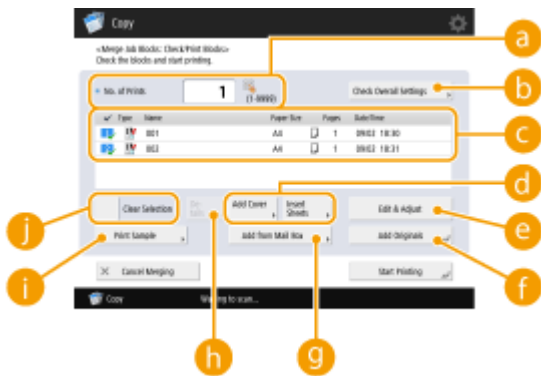 Copy
a
<Merge Job Blocks: Check/Print Blocks>
Check the blocks and start printing.
No. of Prints
1
(1-9999)
Check Overall Settings
b
Type Name Paper Size Pages Date/Time
001 A4 1 09/02 18:30
002 A4 1 09/02 18:31
c
d
Clear Selection
Add Cover
Insert
Sheets
Edit & Adjust
e
j
Print Sample
Add from Mail Box
Add Originals
f
i
Cancel Merging
Start Printing
Copy
Waiting to scan...
h
g